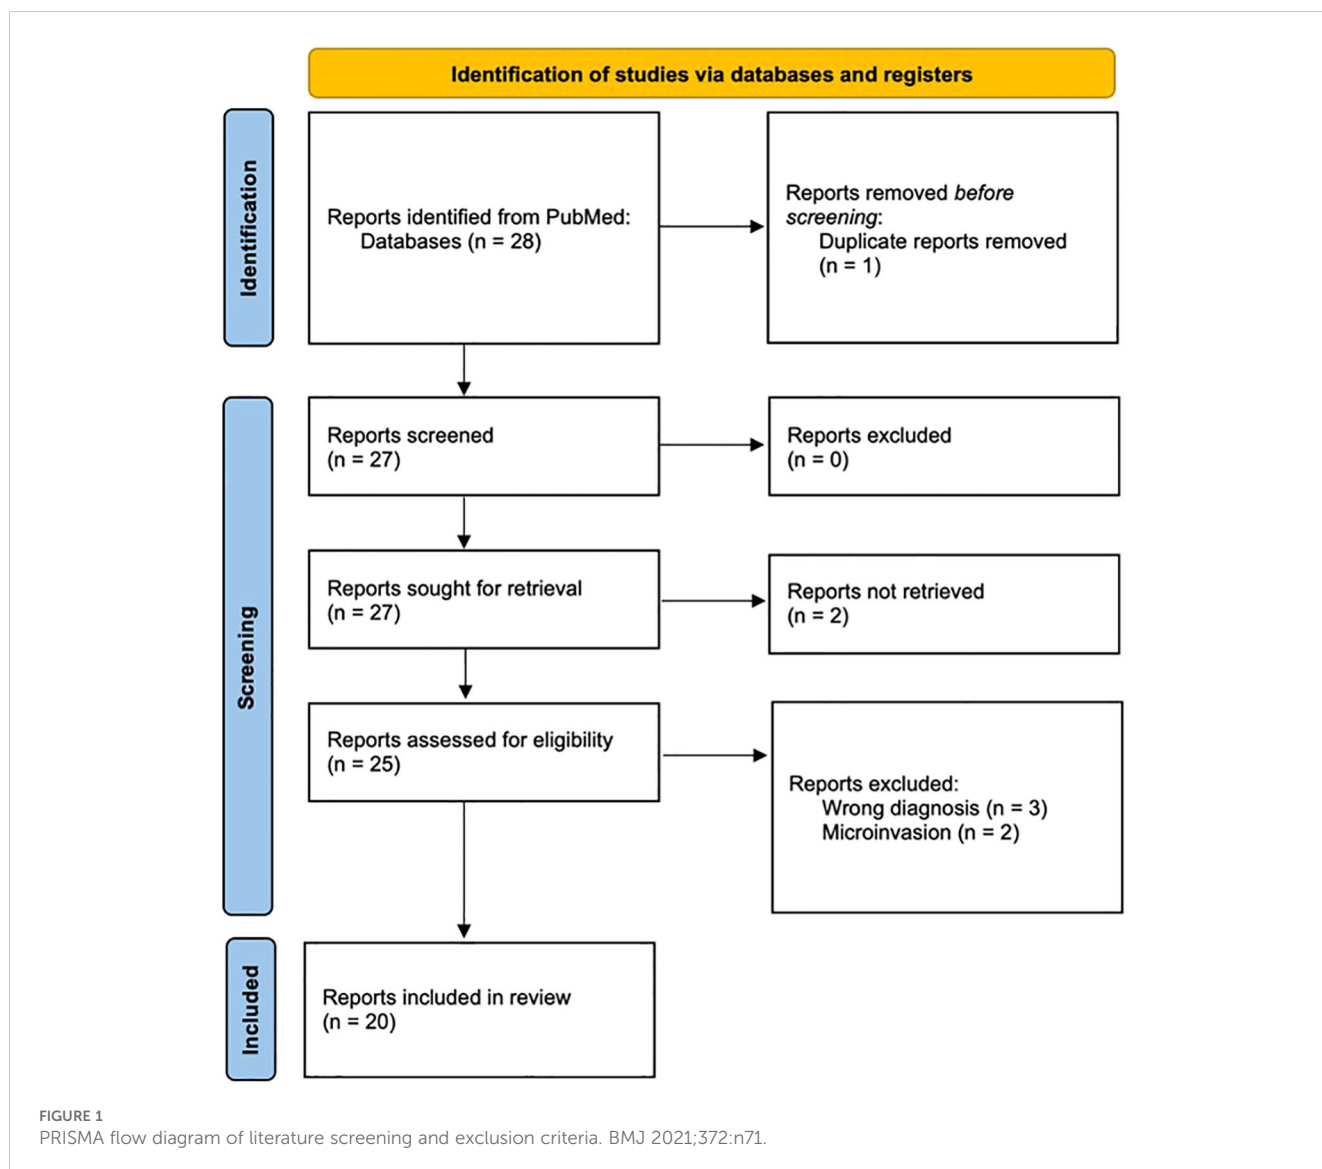 Identification of studies via databases and registers
Identification
Reports identified from PubMed:
Databases (n = 28)
Reports removed before
screening:
Duplicate reports removed
(n = 1)
Screening
Reports screened
(n = 27)
Reports excluded
(n = 0)
Reports sought for retrieval
(n = 27)
Reports not retrieved
(n = 2)
Reports assessed for eligibility
(n = 25)
Reports excluded:
Wrong diagnosis (n = 3)
Microinvasion (n = 2)
Included
Reports included in review
(n = 20)
FIGURE 1
PRISMA flow diagram of literature screening and exclusion criteria. BMJ 2021;372:n71.